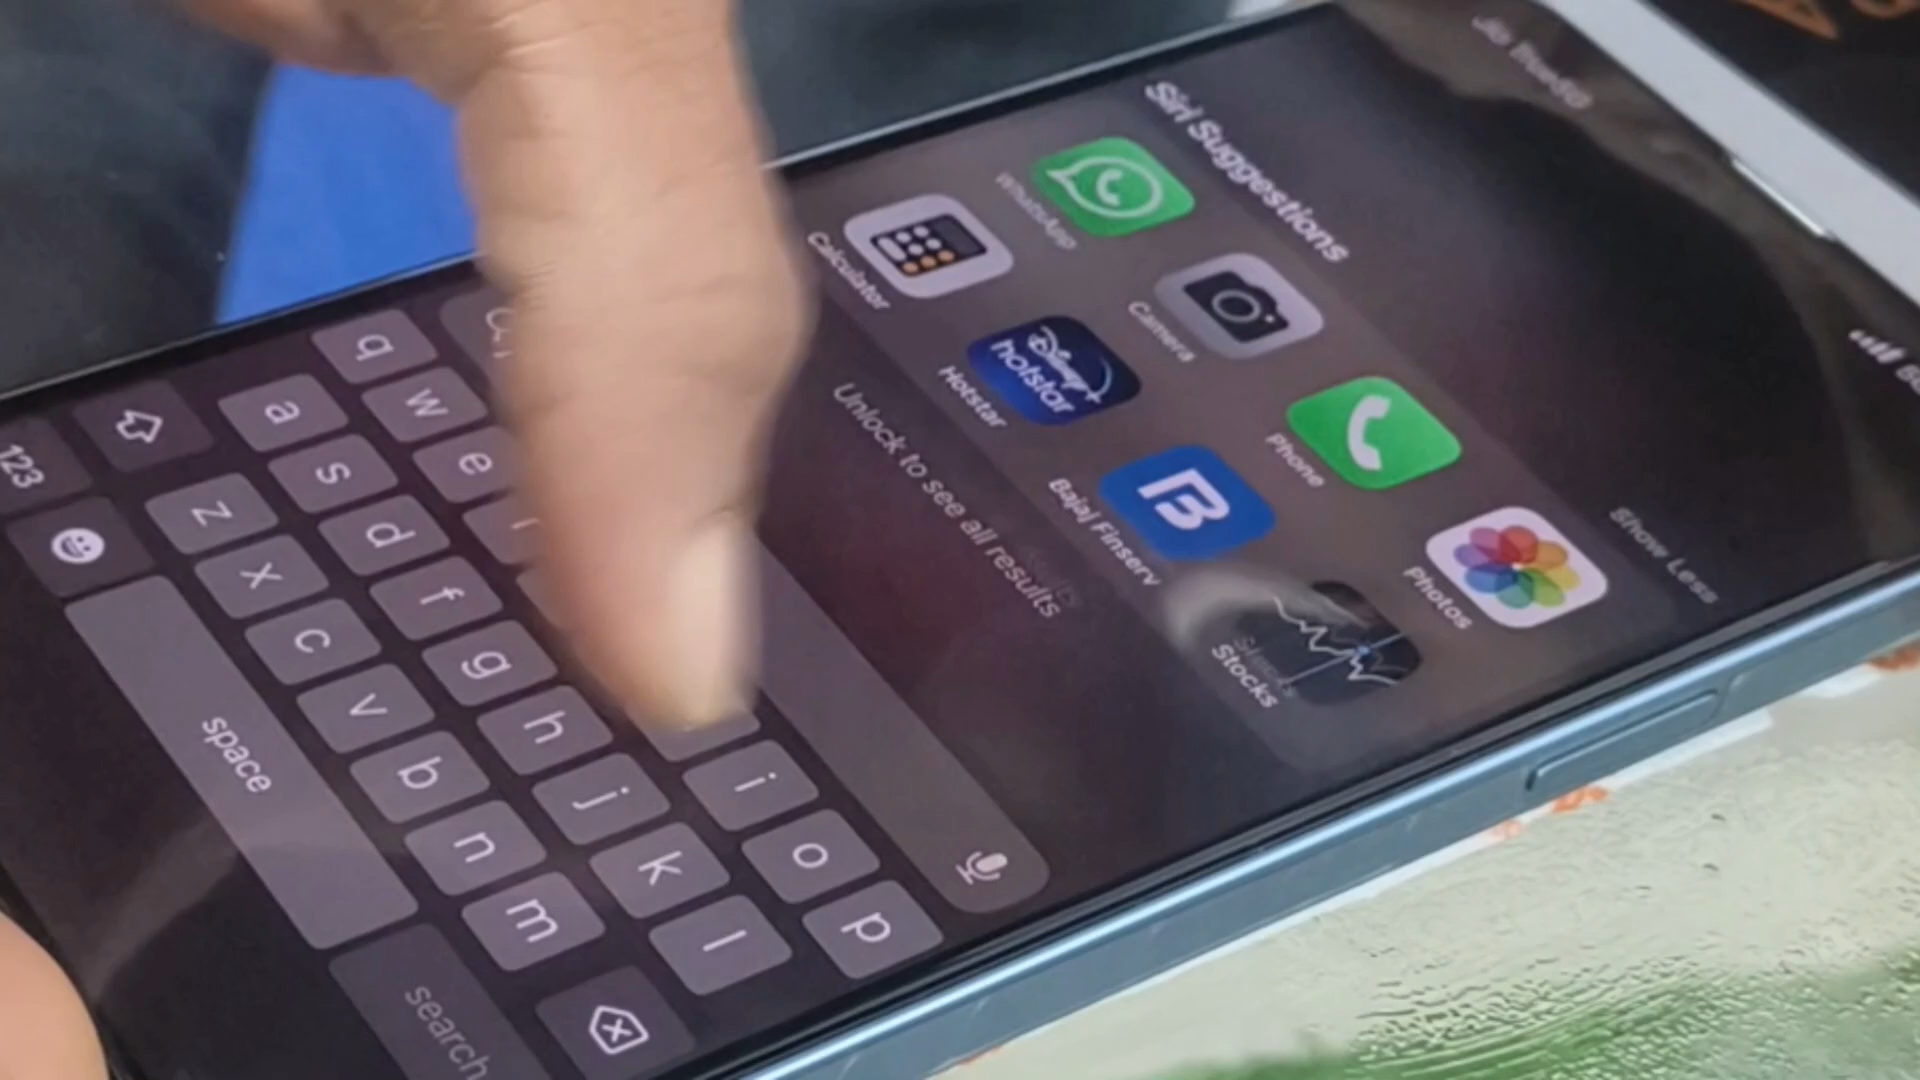 Siri Suggestions
Show Less
WhatsApp
Camera
Phone
Photos
Calculator
Disney+ hotstar
Hotstar
B
Bajaj Finserv
Stocks
Unlock to see all results
q w e i o p
a s d f g h j k l
z x c v b n m
123 space search